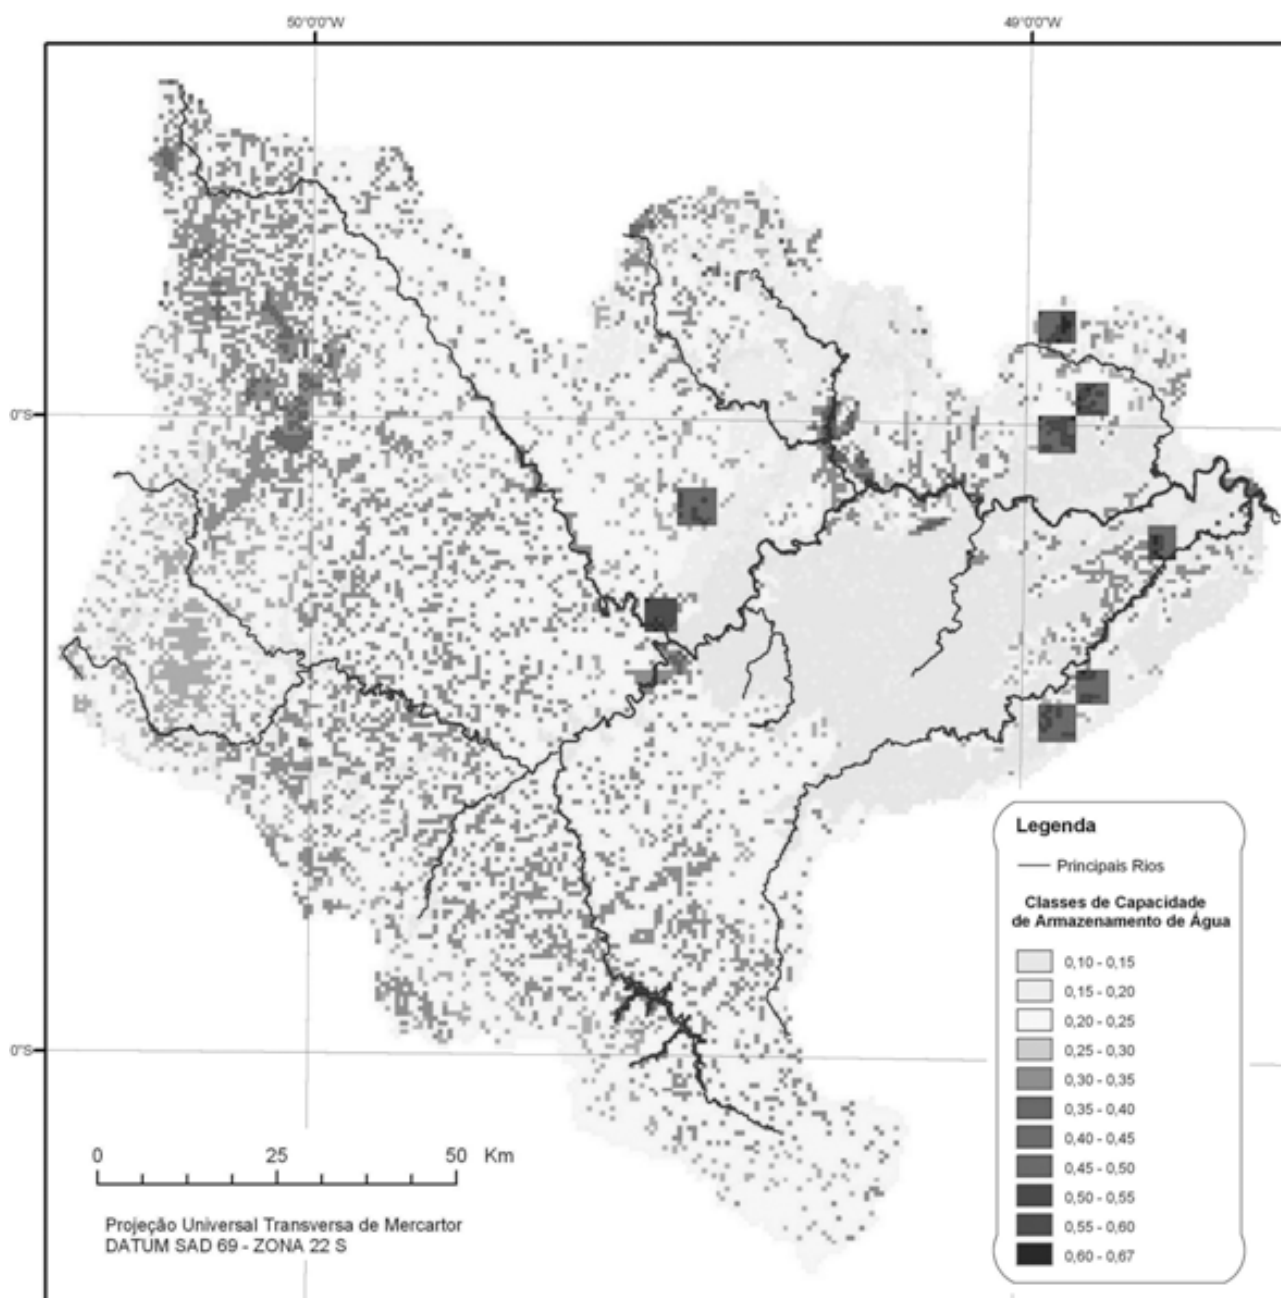 50°0'0"W
49°0'0"W
0"S
0"S
Legenda
Principais Rios
Classes de Capacidade
de Armazenamento de Água
0,10 - 0,15
0,15 - 0,20
0,20 - 0,25
0,25 - 0,30
0,30 - 0,35
0,35 - 0,40
0,40 - 0,45
0,45 - 0,50
0,50 - 0,55
0,55 - 0,60
0,60 - 0,67
0 25 50 Km
Projeção Universal Transversa de Mercartor
DATUM SAD 69 - ZONA 22 S